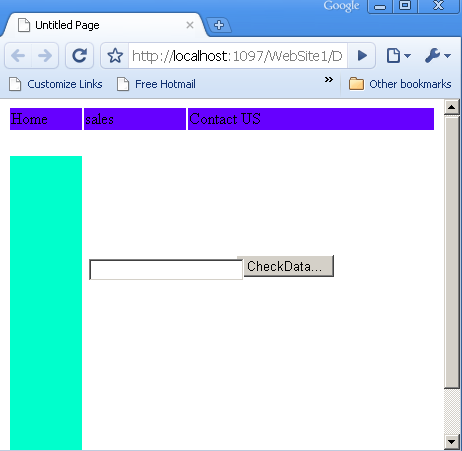 Google
Untitled Page
http://localhost:1097/WebSite1/D
Customize Links Free Hotmail » Other bookmarks
Home sales Contact US
CheckData...